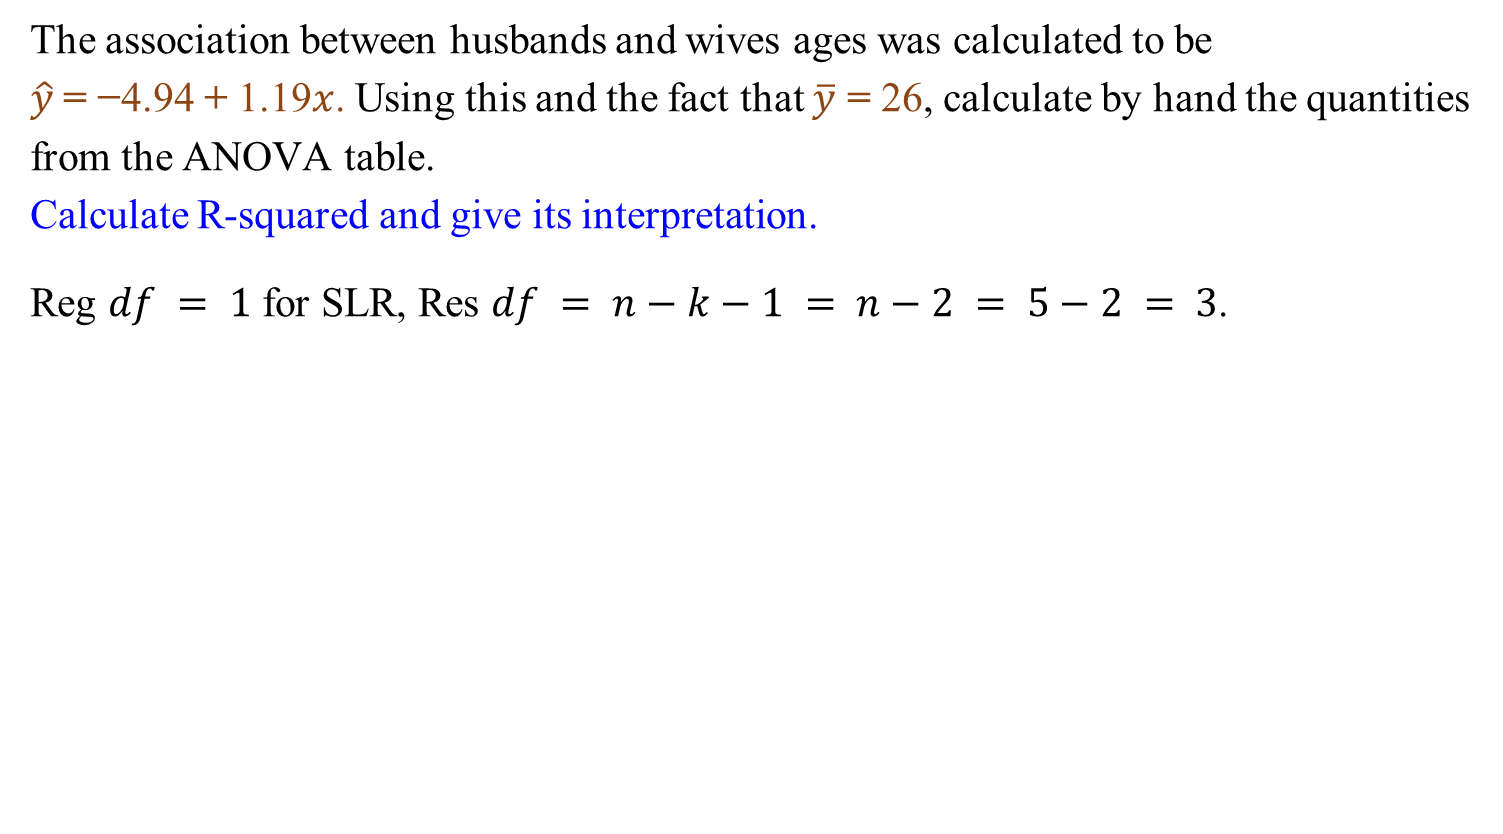 The association between husbands and wives ages was calculated to be
ŷ = −4.94 + 1.19x. Using this and the fact that ȳ = 26, calculate by hand the quantities
from the ANOVA table.
Calculate R-squared and give its interpretation.
Reg df = 1 for SLR, Res df = n − k − 1 = n − 2 = 5 − 2 = 3.